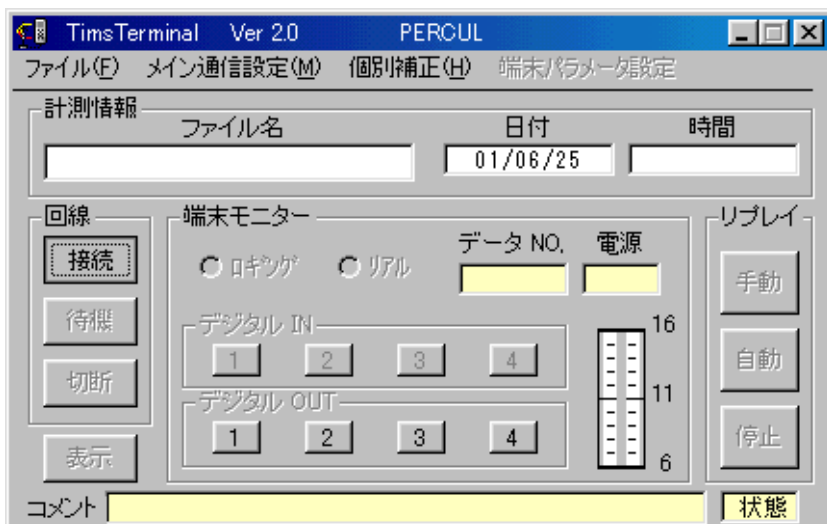 TimsTerminal Ver 2.0 PERCUL
ファイル(F) メイン通信設定(M) 個別補正(H) 端末パラメータ設定
計測情報
ファイル名 日付 時間
01/06/25
回線 端末モニター リプレイ
接続 ロギング リアル データ NO. 電源 手動
待機 デジタル IN 16
1 2 3 4 自動
切断 11
デジタル OUT
1 2 3 4 停止
表示 6
コメント 状態